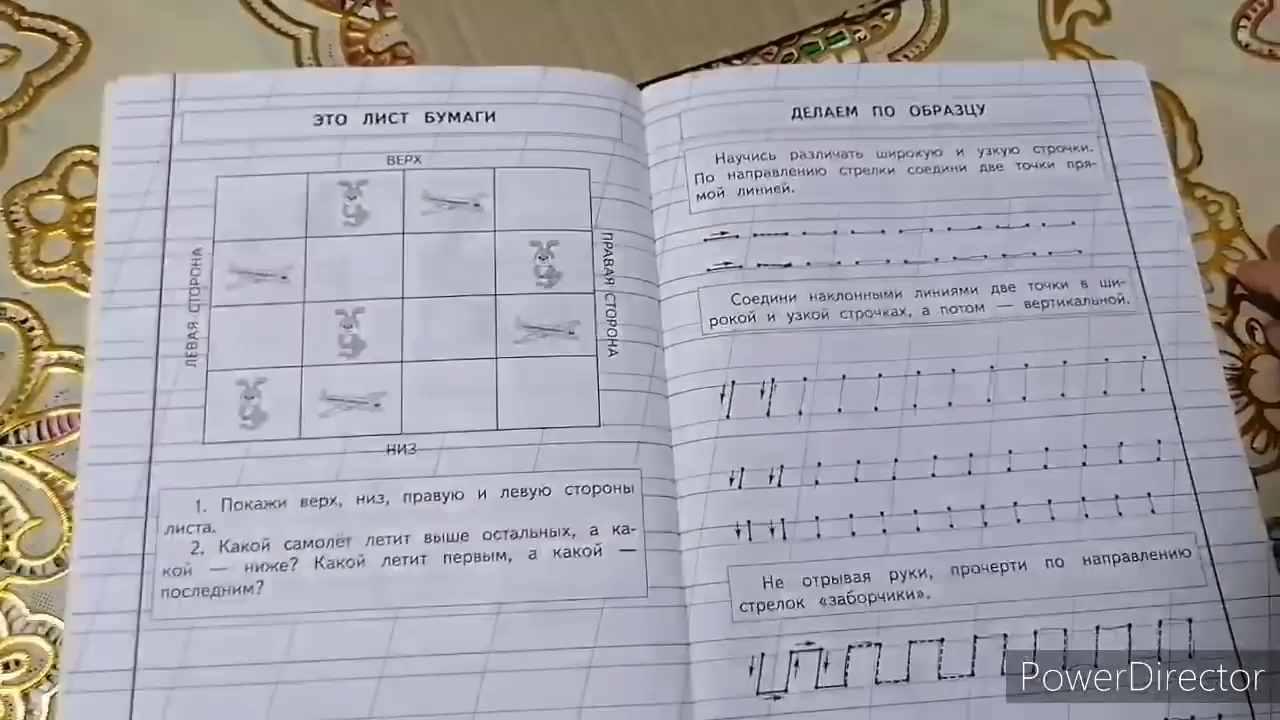 ЭТО ЛИСТ БУМАГИ
ВЕРХ
ЛЕВАЯ СТОРОНА
ПРАВАЯ СТОРОНА
НИЗ
1. Покажи верх, низ, правую и левую стороны
листа.
2. Какой самолёт летит выше остальных, а ка-
кой — ниже? Какой летит первым, а какой —
последним?
ДЕЛАЕМ ПО ОБРАЗЦУ
Научись различать широкую и узкую строчки.
По направлению стрелки соедини две точки пря-
мой линией.
Соедини наклонными линиями две точки в ши-
рокой и узкой строчках, а потом — вертикальной.
Не отрывая руки, прочерти по направлению
стрелок «заборчики».
PowerDirector